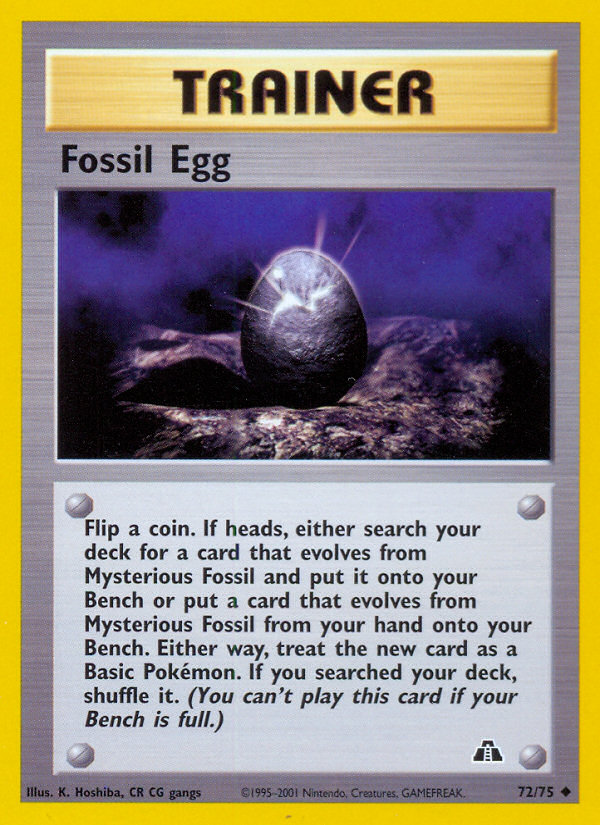 TRAINER
Fossil Egg
Flip a coin. If heads, either search your
deck for a card that evolves from
Mysterious Fossil and put it onto your
Bench or put a card that evolves from
Mysterious Fossil from your hand onto your
Bench. Either way, treat the new card as a
Basic Pokémon. If you searched your deck,
shuffle it. (You can't play this card if your
Bench is full.)
Illus. K. Hoshiba, CR CG gangs ©1995–2001 Nintendo, Creatures, GAMEFREAK. 72/75 ◆